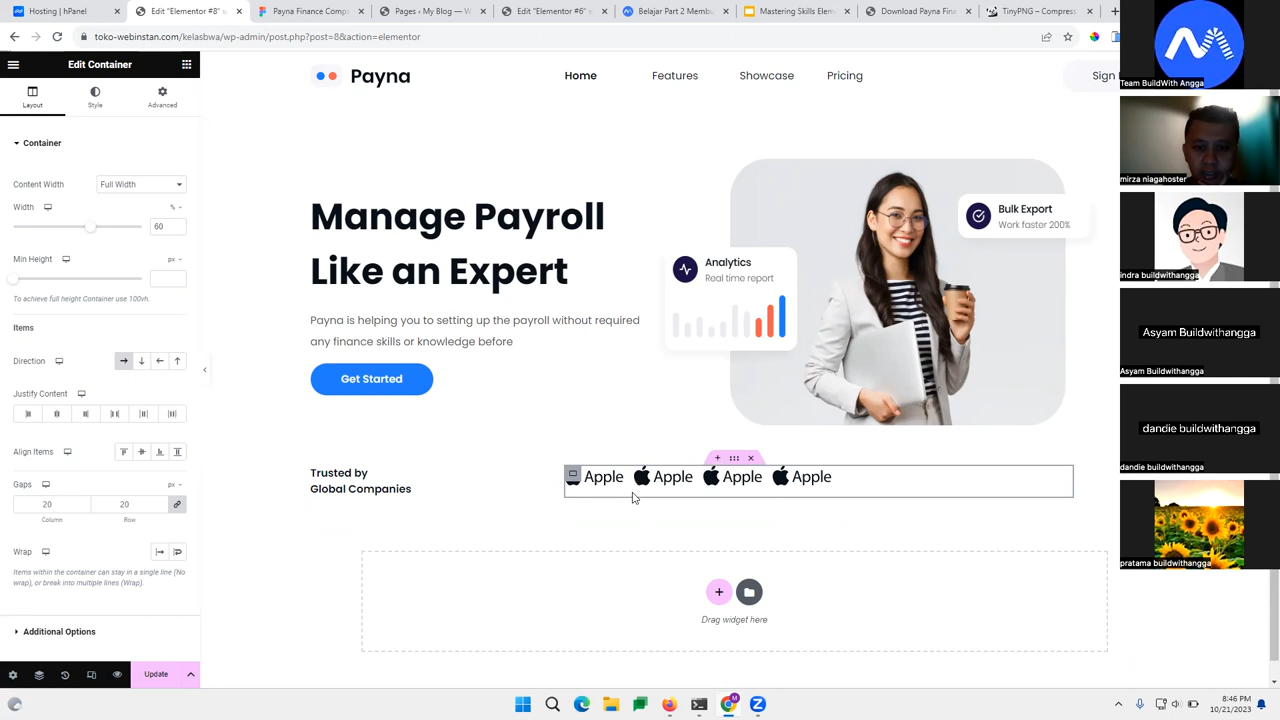 Hosting hPanel
Edit "Elementor #8"
Payna Finance Comp
Pages ‹ My Blog — W
Edit "Elementor #6"
Belajar Part 2 Membu
Mastering Skills Elem
Download Payna Fina
TinyPNG – Compress
toko-webinstan.com/kelasbwa/wp-admin/post.php?post=8&action=elementor
Edit Container
Layout
Style
Advanced
Container
Content Width
Full Width
Width
%
60
Min Height
px
To achieve full height Container use 100vh.
Items
Direction
Justify Content
Align Items
Gaps
px
20
20
Column
Row
Wrap
Items within the container can stay in a single line (No
wrap), or break into multiple lines (Wrap).
Additional Options
Update
Payna
Home
Features
Showcase
Pricing
Sign
Manage Payroll
Like an Expert
Payna is helping you to setting up the payroll without required
any finance skills or knowledge before
Get Started
Bulk Export
Work faster 200%
Analytics
Real time report
Trusted by
Global Companies
Apple
Apple
Apple
Apple
Drag widget here
Team BuildWith Angga
mirza niagahoster
indra buildwithangga
Asyam Buildwithangga
Asyam Buildwithangga
dandie buildwithangga
dandie buildwithangga
pratama buildwithangga
8:46 PM
10/21/2023